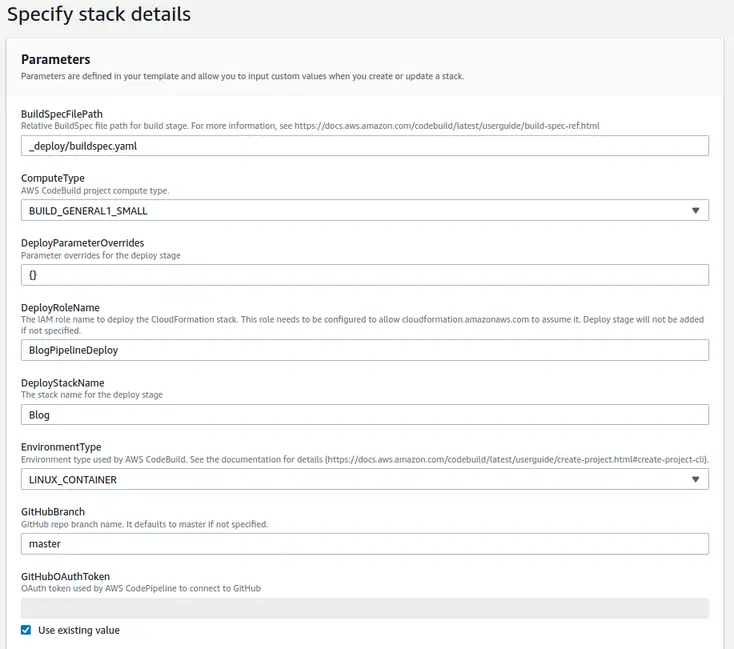 Specify stack details
Parameters
Parameters are defined in your template and allow you to input custom values when you create or update a stack.
BuildSpecFilePath
Relative BuildSpec file path for build stage. For more information, see https://docs.aws.amazon.com/codebuild/latest/userguide/build-spec-ref.html
_deploy/buildspec.yaml
ComputeType
AWS CodeBuild project compute type.
BUILD_GENERAL1_SMALL
DeployParameterOverrides
Parameter overrides for the deploy stage
{}
DeployRoleName
The IAM role name to deploy the CloudFormation stack. This role needs to be configured to allow cloudformation.amazonaws.com to assume it. Deploy stage will not be added
if not specified.
BlogPipelineDeploy
DeployStackName
The stack name for the deploy stage
Blog
EnvironmentType
Environment type used by AWS CodeBuild. See the documentation for details (https://docs.aws.amazon.com/codebuild/latest/userguide/create-project.html#create-project-cli).
LINUX_CONTAINER
GitHubBranch
GitHub repo branch name. It defaults to master if not specified.
master
GitHubOAuthToken
OAuth token used by AWS CodePipeline to connect to GitHub
Use existing value